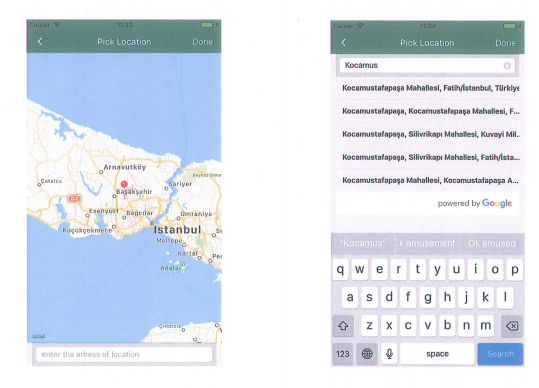 Carrier 11:23
Pick Location Done
Arnavutköy
Çatalca
Sarıyer
Başakşehir
Esenyurt Bağcılar Ümraniye
Küçükçekmece İstanbul
Maltepe
Kartal
Adalar
Legal
enter the adress of location
Carrier 11:24
Pick Location Done
Kocamus
Kocamustafapaşa Mahallesi, Fatih/İstanbul, Türkiye
Kocamustafapaşa, Kocamustafapaşa Mahallesi, F...
Kocamustafapaşa, Silivrikapı Mahallesi, Kuvayi Mil...
Kocamustafapaşa, Silivrikapı Mahallesi, Fatih/İsta...
Kocamustafapaşa Mahallesi, Kocamustafapaşa A...
powered by Google
"Kocamus" k amusement Ok amused
q w e r t y u i o p
a s d f g h j k l
z x c v b n m
123 space Search